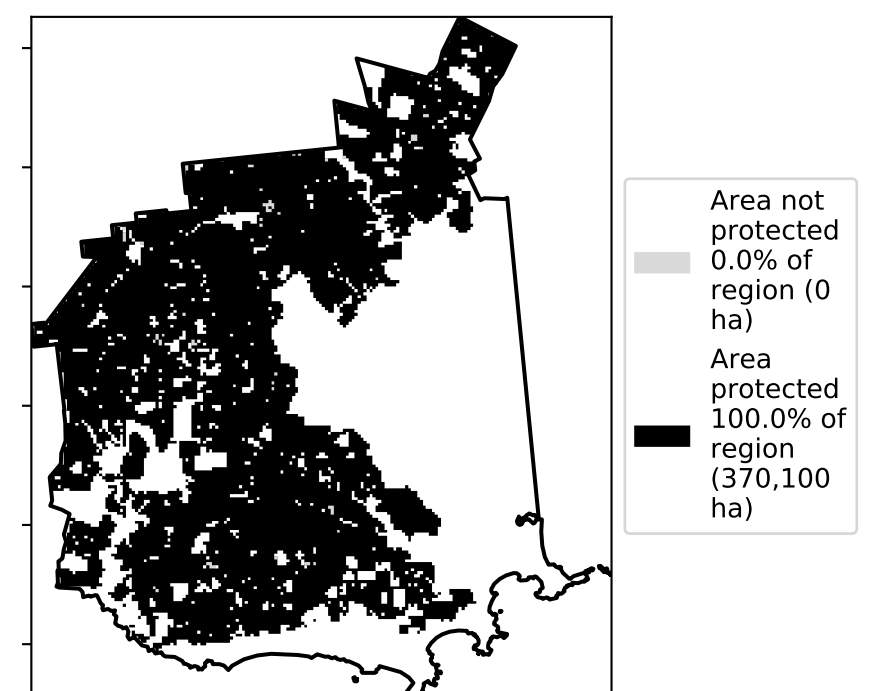 Area not
protected
0.0% of
region (0
ha)
Area
protected
100.0% of
region
(370,100
ha)